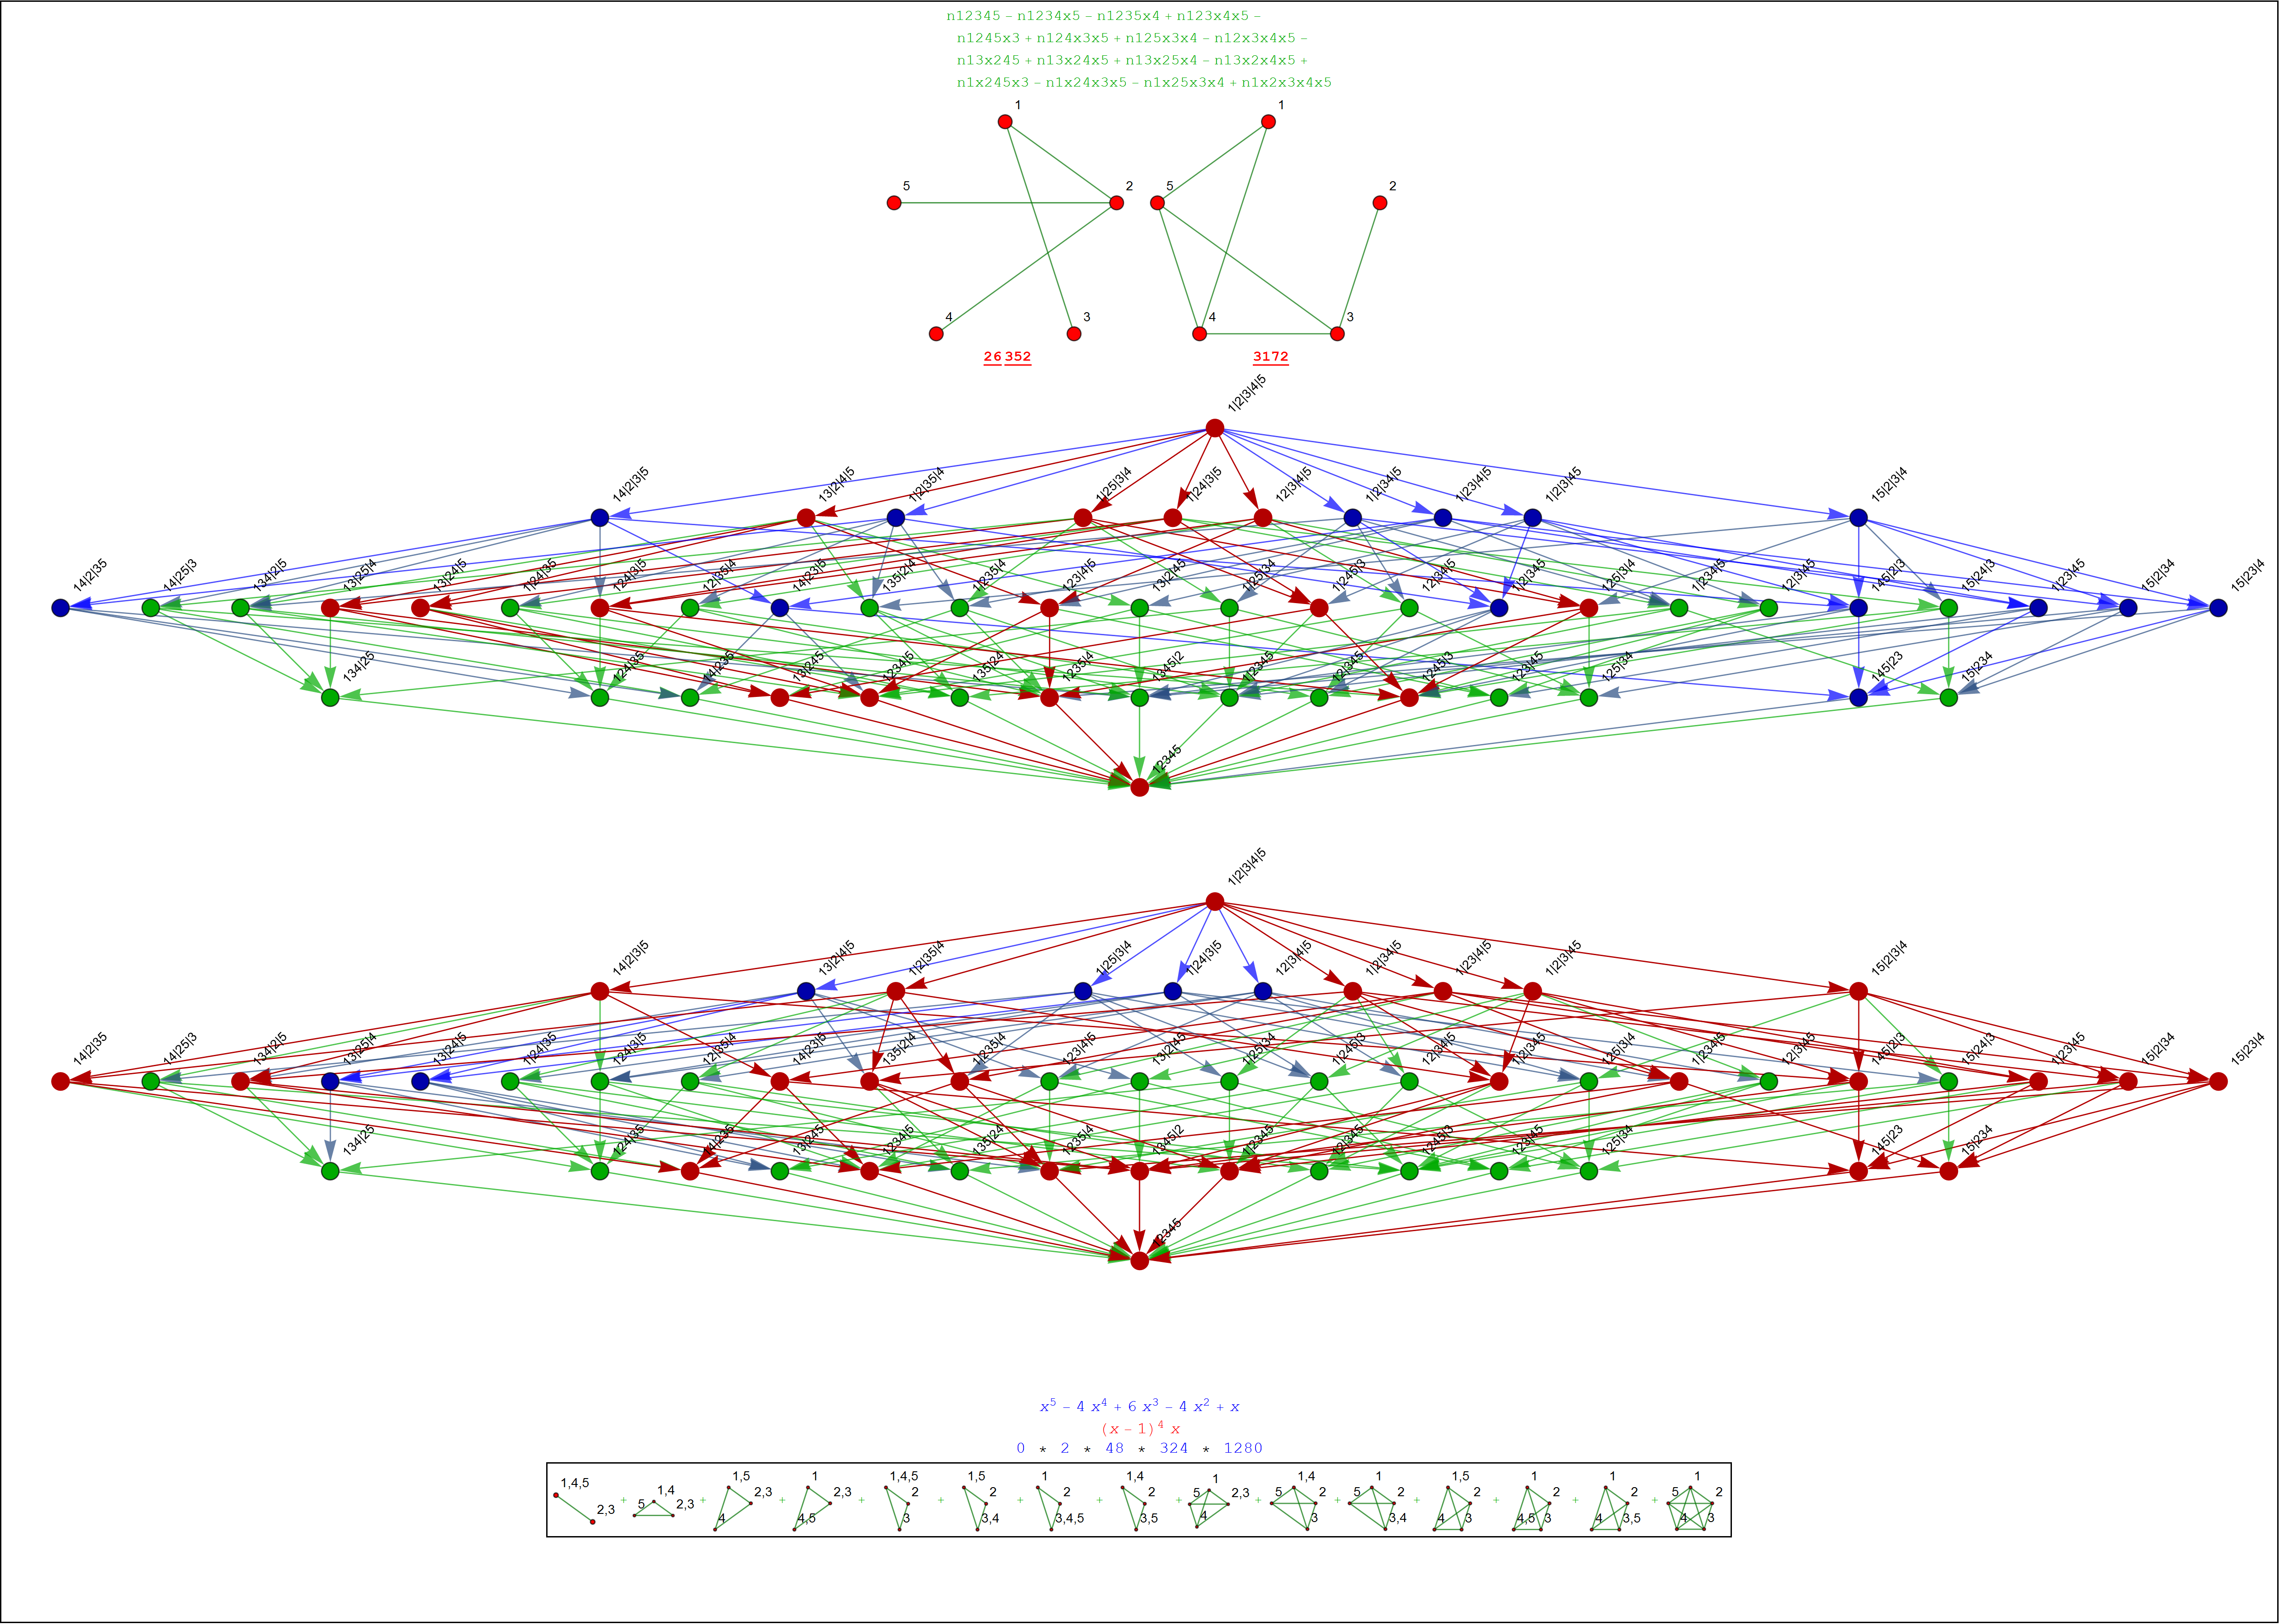 n12345 − n1234x5 − n1235x4 + n123x4x5 −
n1245x3 + n124x3x5 + n125x3x4 − n12x3x4x5 −
n13x245 + n13x24x5 + n13x25x4 − n13x2x4x5 +
n1x245x3 − n1x24x3x5 − n1x25x3x4 + n1x2x3x4x5
1
5
2
4
3
26 352
1
5
2
4
3
3172
1|2|3|4|5
14|2|3|5 13|2|4|5 1|2|35|4 1|25|3|4 1|24|3|5 12|3|4|5 1|2|34|5 1|23|4|5 1|2|3|45 15|2|3|4
14|2|35 14|25|3 134|2|5 13|25|4 13|24|5 1|24|35 124|3|5 12|35|4 14|23|5 135|2|4 1|235|4 123|4|5 13|2|45 1|25|34 1|245|3 12|34|5 1|2|345 125|3|4 1|234|5 12|3|45 145|2|3 15|24|3 1|23|45 15|2|34 15|23|4
134|25 124|35 14|235 13|245 1234|5 135|24 1235|4 1345|2 1|2345 12|345 1245|3 123|45 125|34 145|23 15|234
12345
1|2|3|4|5
14|2|3|5 13|2|4|5 1|2|35|4 1|25|3|4 1|24|3|5 12|3|4|5 1|2|34|5 1|23|4|5 1|2|3|45 15|2|3|4
14|2|35 14|25|3 134|2|5 13|25|4 13|24|5 1|24|35 124|3|5 12|35|4 14|23|5 135|2|4 1|235|4 123|4|5 13|2|45 1|25|34 1|245|3 12|34|5 1|2|345 125|3|4 1|234|5 12|3|45 145|2|3 15|24|3 1|23|45 15|2|34 15|23|4
134|25 124|35 14|235 13|245 1234|5 135|24 1235|4 1345|2 1|2345 12|345 1245|3 123|45 125|34 145|23 15|234
12345
x⁵ − 4 x⁴ + 6 x³ − 4 x² + x
(x − 1)⁴ x
0 * 2 * 48 * 324 * 1280
1,4,5 2,3 + 1,4 5 2,3 + 1,5 2,3 4 + 1 2,3 4,5 + 1,4,5 2 3 + 1,5 2 3,4 + 1 2 3,4,5 + 1,4 2 3,5 + 1 5 2,3 4 + 1,4 5 2 3 + 1 5 2 3,4 + 1,5 2 4 3 + 1 2 4,5 3 + 1 2 4 3,5 + 1 5 2 4 3